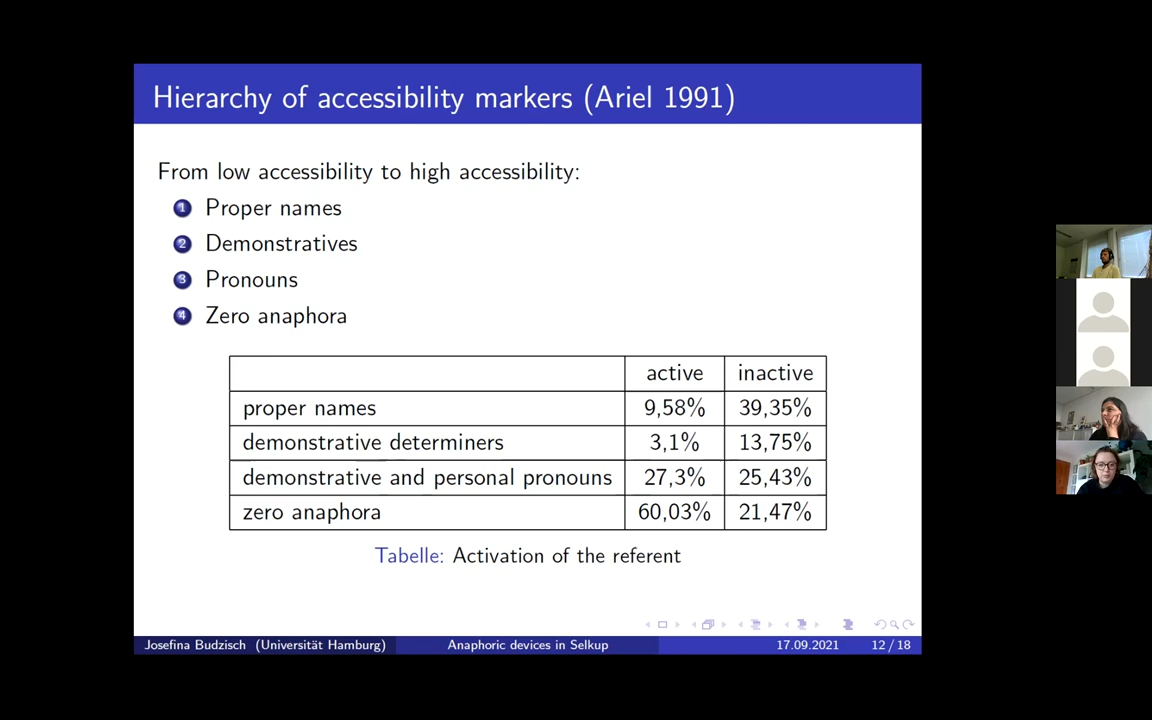 Hierarchy of accessibility markers (Ariel 1991)
From low accessibility to high accessibility:
1 Proper names
2 Demonstratives
3 Pronouns
4 Zero anaphora
active inactive
proper names 9,58% 39,35%
demonstrative determiners 3,1% 13,75%
demonstrative and personal pronouns 27,3% 25,43%
zero anaphora 60,03% 21,47%
Tabelle: Activation of the referent
Josefina Budzisch (Universität Hamburg) Anaphoric devices in Selkup 17.09.2021 12 / 18